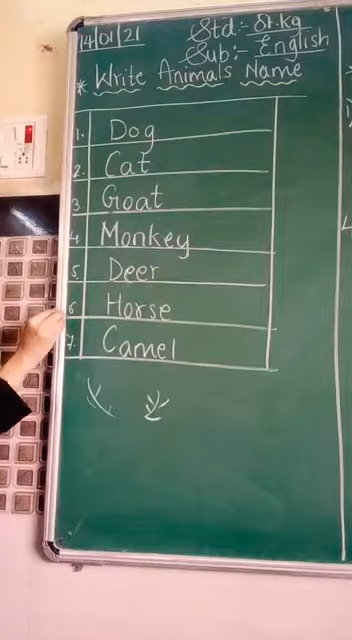 14/01/21
Std:- Sr.kg
Sub:- English
* Write Animals Name
1. Dog
2. Cat
3. Goat
4. Monkey
5. Deer
6. Horse
7. Camel